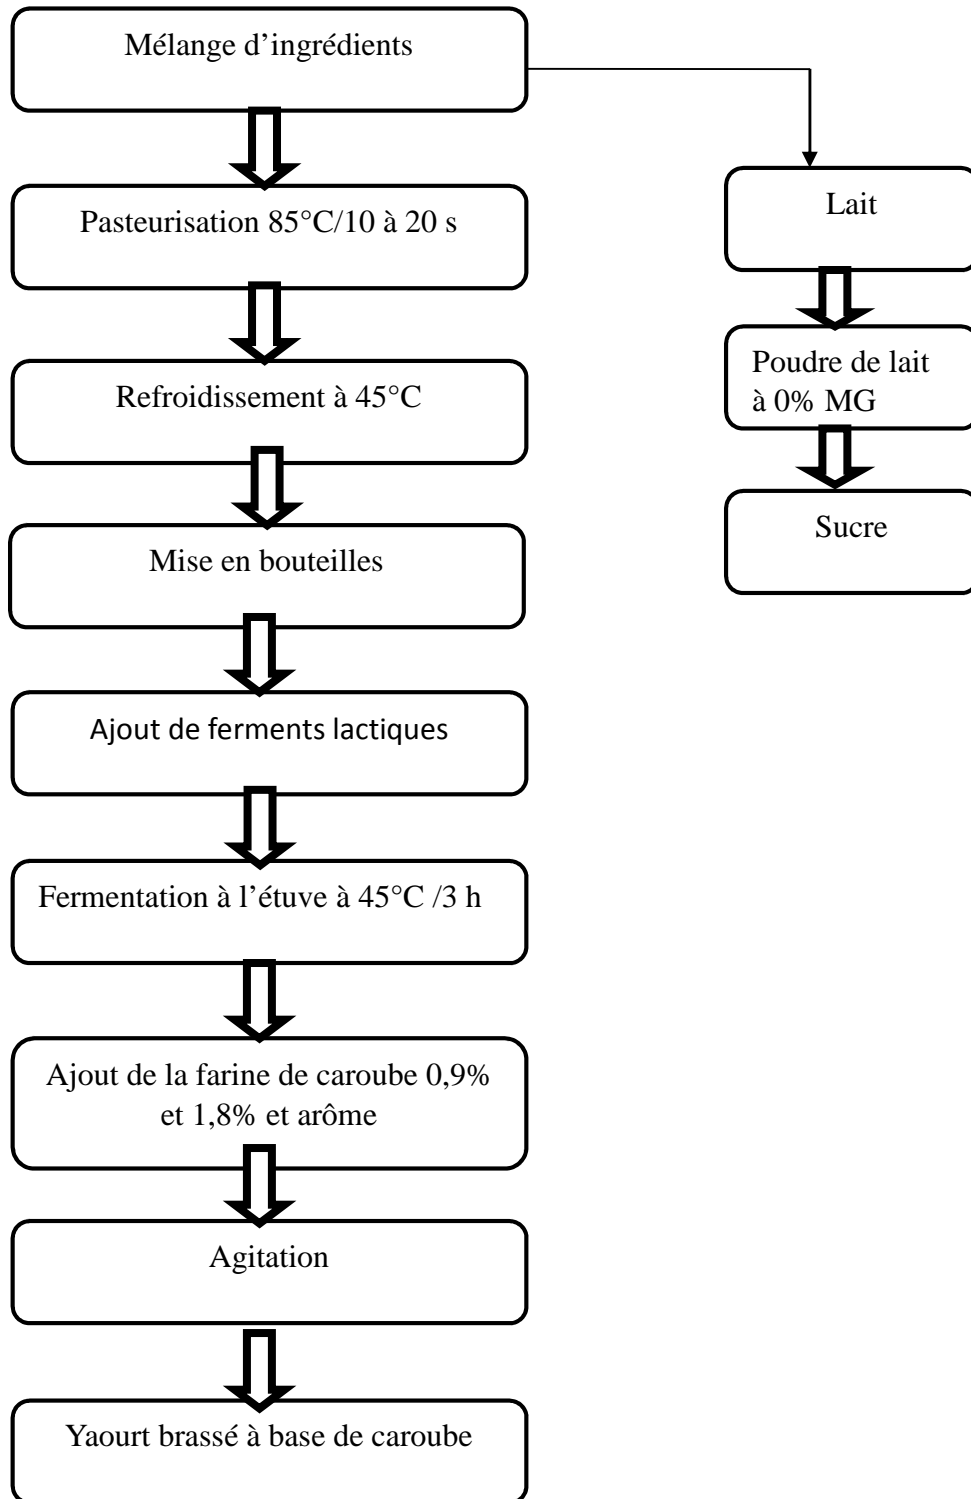 Mélange d’ingrédients
Pasteurisation 85°C/10 à 20 s
Refroidissement à 45°C
Mise en bouteilles
Ajout de ferments lactiques
Fermentation à l’étuve à 45°C /3 h
Ajout de la farine de caroube 0,9%
et 1,8% et arôme
Agitation
Yaourt brassé à base de caroube
Lait
Poudre de lait
à 0% MG
Sucre